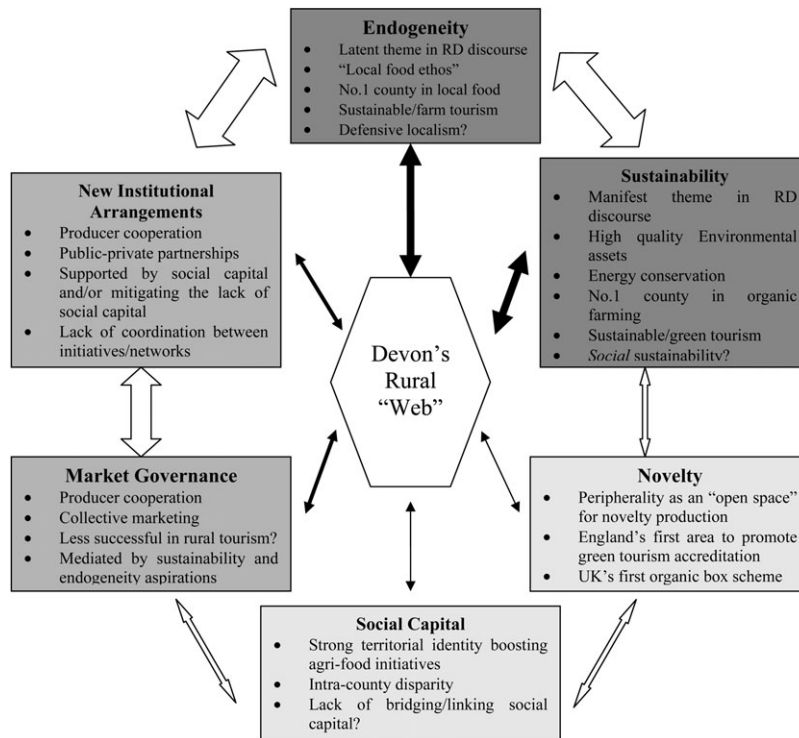 Endogeneity
• Latent theme in RD discourse
• “Local food ethos”
• No.1 county in local food
• Sustainable/farm tourism
• Defensive localism?
New Institutional
Arrangements
• Producer cooperation
• Public-private partnerships
• Supported by social capital
and/or mitigating the lack of
social capital
• Lack of coordination between
initiatives/networks
Sustainability
• Manifest theme in RD
discourse
• High quality Environmental
assets
• Energy conservation
• No.1 county in organic
farming
• Sustainable/green tourism
• Social sustainability?
Devon’s
Rural
“Web”
Market Governance
• Producer cooperation
• Collective marketing
• Less successful in rural tourism?
• Mediated by sustainability and
endogeneity aspirations
Novelty
• Peripherality as an “open space”
for novelty production
• England’s first area to promote
green tourism accreditation
• UK’s first organic box scheme
Social Capital
• Strong territorial identity boosting
agri-food initiatives
• Intra-county disparity
• Lack of bridging/linking social
capital?